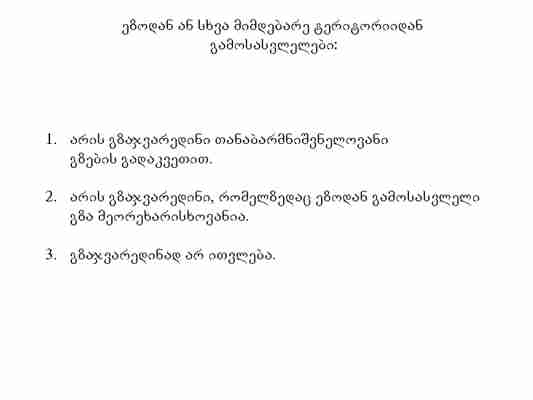 ეზოდან ან სხვა მიმდებარე ტერიტორიიდან
გამოსასვლელები:
1. არის გზაჯვარედინი თანაბარმნიშვნელოვანი
გზების გადაკვეთით.
2. არის გზაჯვარედინი, რომელზედაც ეზოდან გამოსასვლელი
გზა მეორეხარისხოვანია.
3. გზაჯვარედინად არ ითვლება.